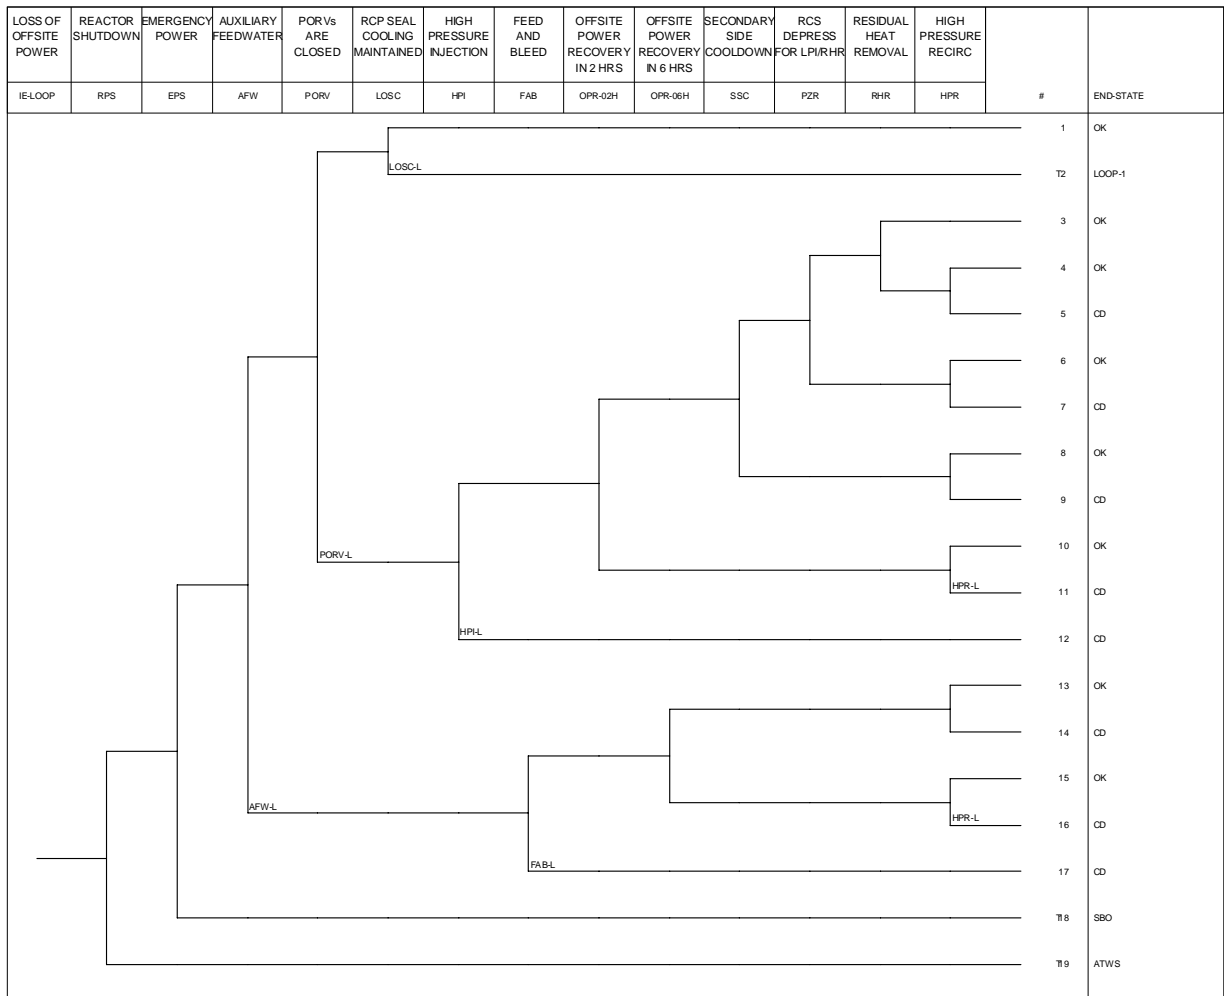 LOSS OF OFFSITE POWER
REACTOR SHUTDOWN
EMERGENCY POWER
AUXILIARY FEEDWATER
PORVs ARE CLOSED
RCP SEAL COOLING MAINTAINED
HIGH PRESSURE INJECTION
FEED AND BLEED
OFFSITE POWER RECOVERY IN 2 HRS
OFFSITE POWER RECOVERY IN 6 HRS
SECONDARY SIDE COOLDOWN
RCS DEPRESS FOR LPI/RHR
RESIDUAL HEAT REMOVAL
HIGH PRESSURE RECIRC
IE-LOOP RPS EPS AFW PORV LOSC HPI FAB OPR-02H OPR-06H SSC PZR RHR HPR # END-STATE
1 OK
LOSC-L
T2 LOOP-1
3 OK
4 OK
5 CD
6 OK
7 CD
8 OK
9 CD
10 OK
PORV-L
HPR-L
11 CD
HPI-L
12 CD
13 OK
14 CD
15 OK
AFW-L
HPR-L
16 CD
FAB-L
17 CD
T18 SBO
T19 ATWS